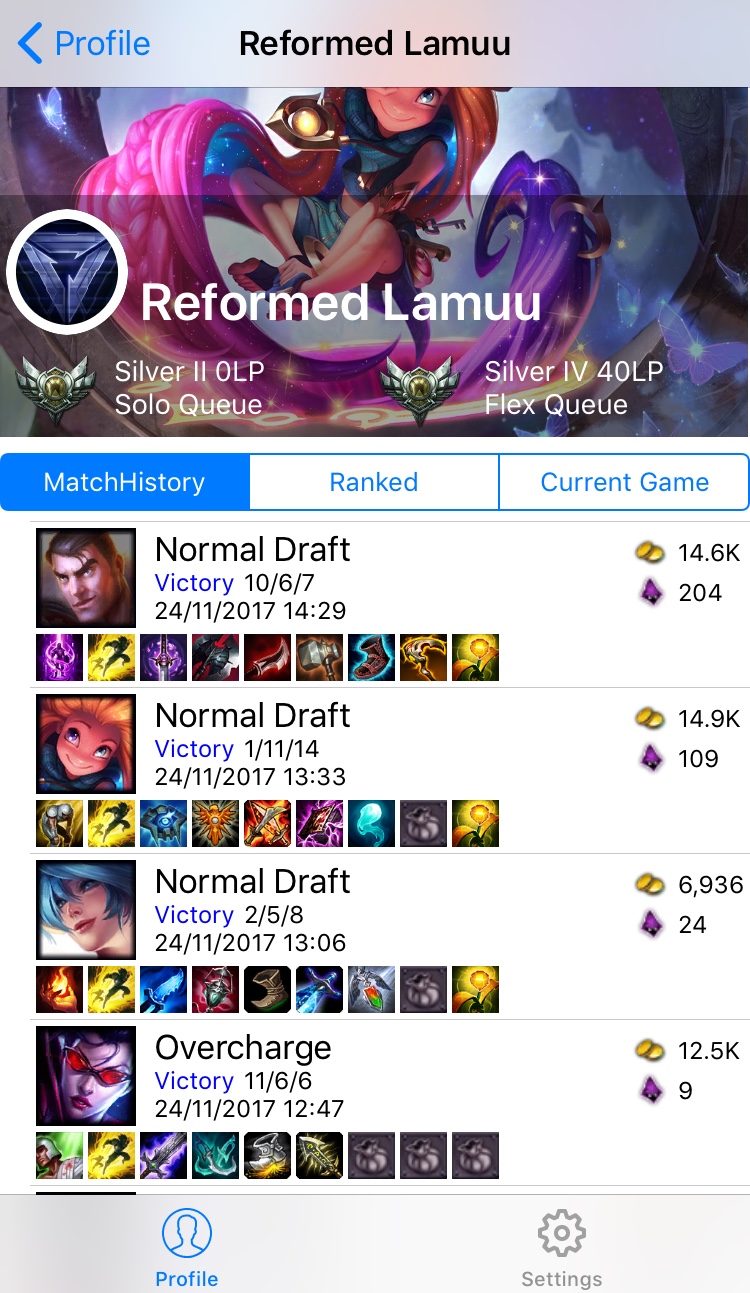 Profile
Reformed Lamuu
Reformed Lamuu
Silver II 0LP
Solo Queue
Silver IV 40LP
Flex Queue
MatchHistory
Ranked
Current Game
Normal Draft
Victory 10/6/7
24/11/2017 14:29
14.6K
204
Normal Draft
Victory 1/11/14
24/11/2017 13:33
14.9K
109
Normal Draft
Victory 2/5/8
24/11/2017 13:06
6,936
24
Overcharge
Victory 11/6/6
24/11/2017 12:47
12.5K
9
Profile
Settings